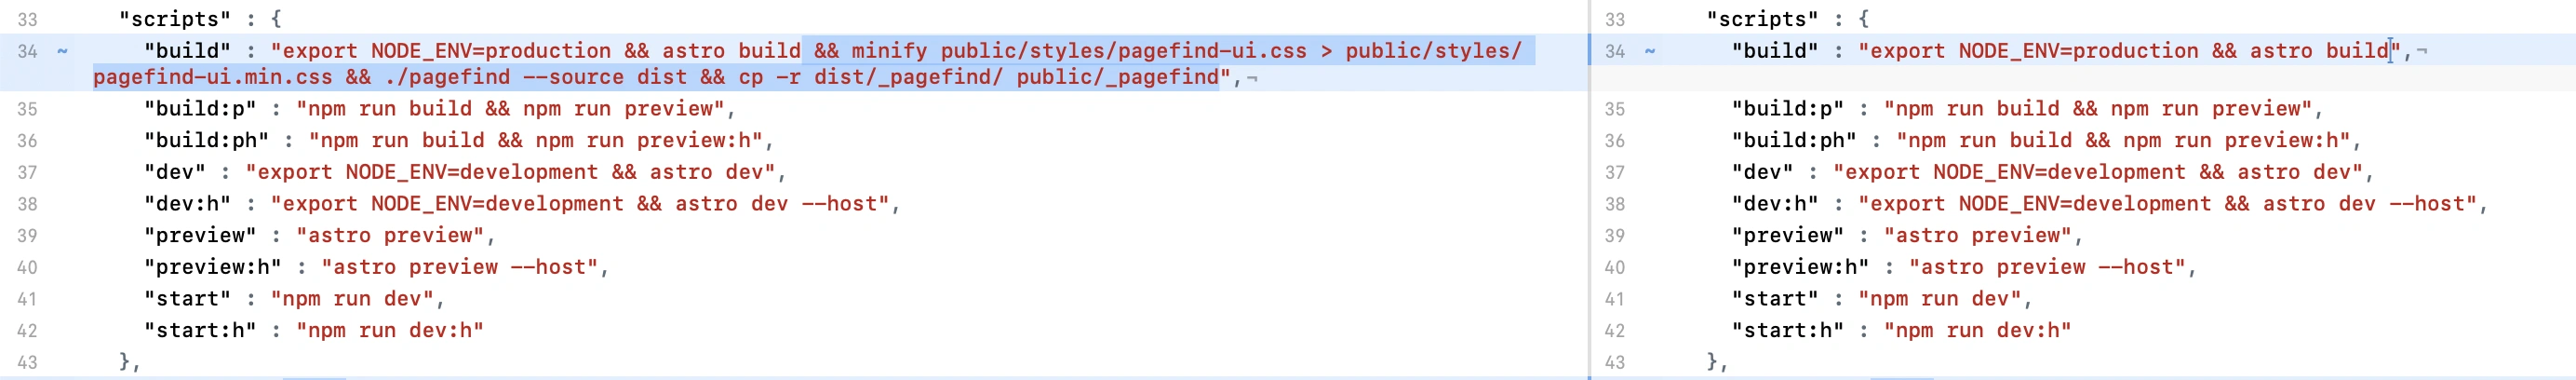 33 "scripts" : {
34 ~ "build" : "export NODE_ENV=production && astro build && minify public/styles/pagefind-ui.css > public/styles/
pagefind-ui.min.css && ./pagefind --source dist && cp -r dist/_pagefind/ public/_pagefind",¬
35 "build:p" : "npm run build && npm run preview",
36 "build:ph" : "npm run build && npm run preview:h",
37 "dev" : "export NODE_ENV=development && astro dev",
38 "dev:h" : "export NODE_ENV=development && astro dev --host",
39 "preview" : "astro preview",
40 "preview:h" : "astro preview --host",
41 "start" : "npm run dev",
42 "start:h" : "npm run dev:h"
43 },
33 "scripts" : {
34 ~ "build" : "export NODE_ENV=production && astro build",¬
35 "build:p" : "npm run build && npm run preview",
36 "build:ph" : "npm run build && npm run preview:h",
37 "dev" : "export NODE_ENV=development && astro dev",
38 "dev:h" : "export NODE_ENV=development && astro dev --host",
39 "preview" : "astro preview",
40 "preview:h" : "astro preview --host",
41 "start" : "npm run dev",
42 "start:h" : "npm run dev:h"
43 },